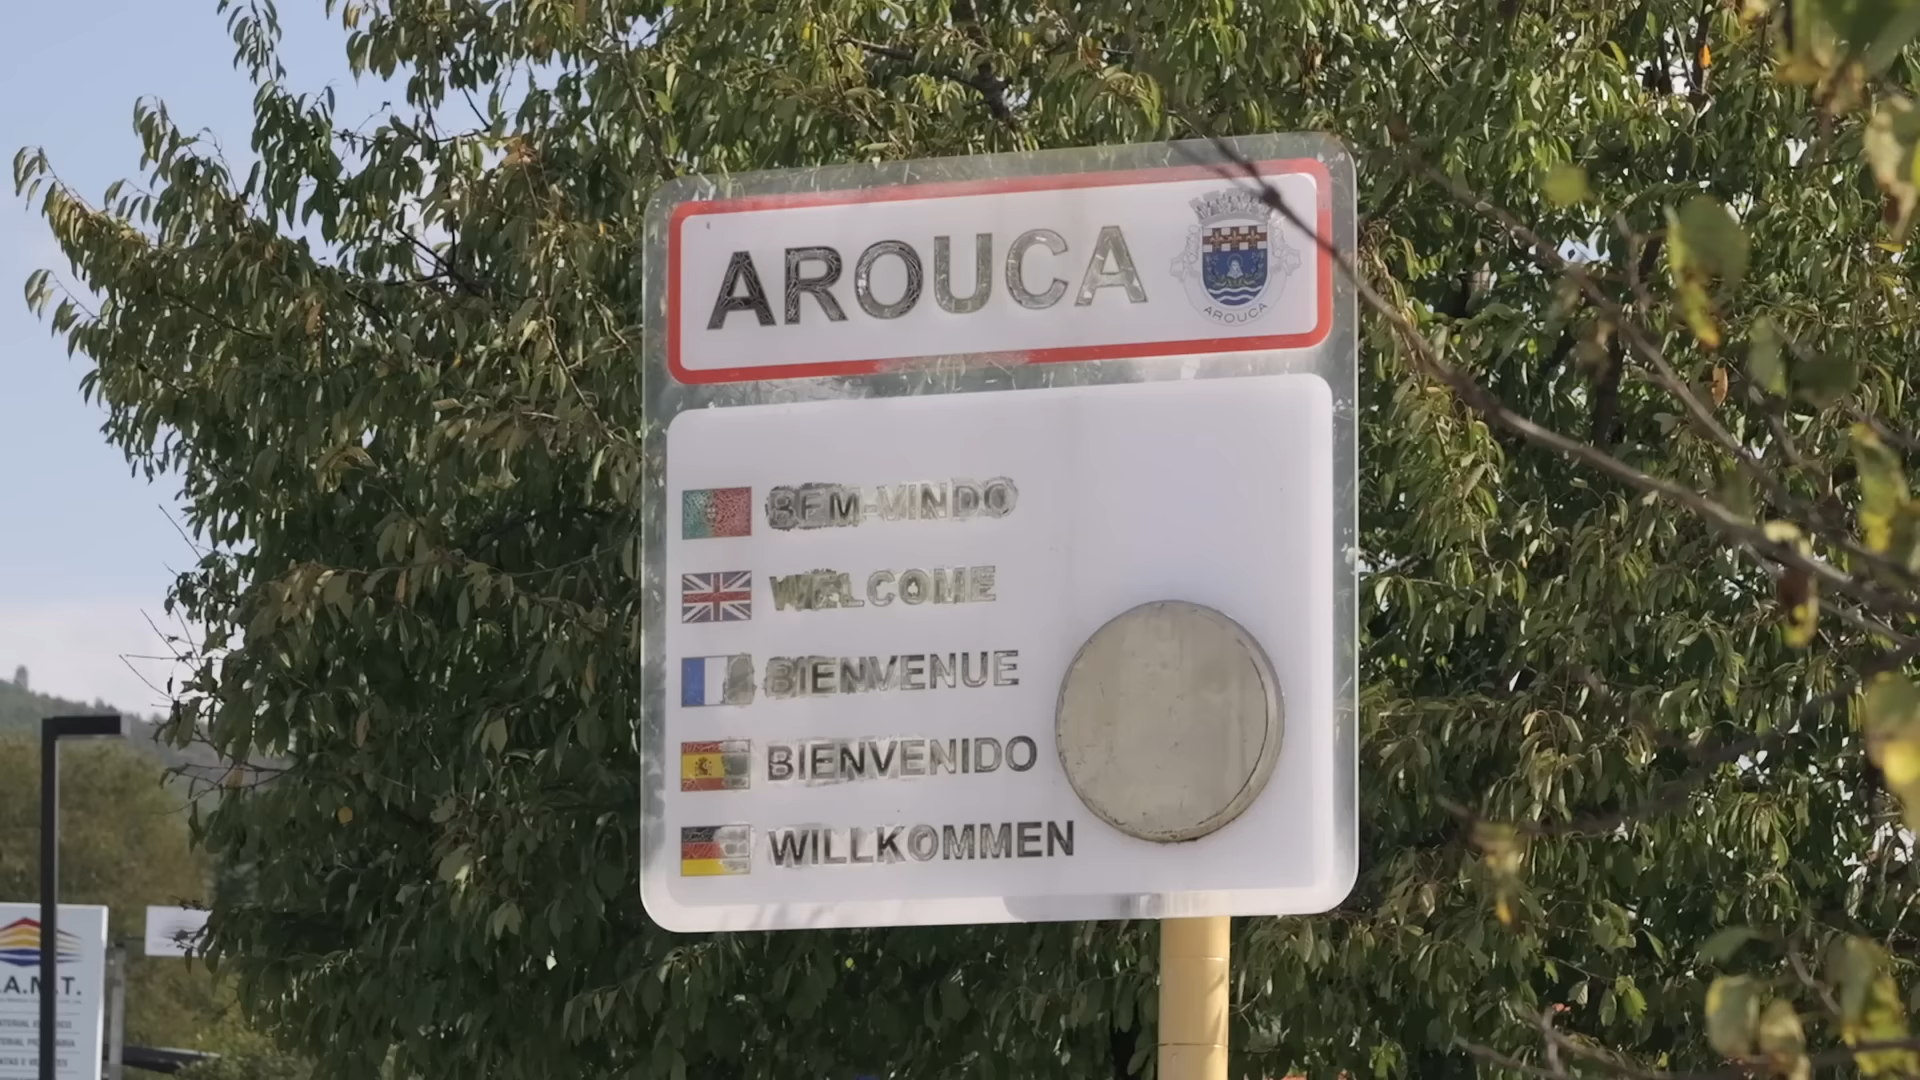 AROUCA
AROUCA
BEM-VINDO
WELCOME
BIENVENUE
BIENVENIDO
WILLKOMMEN
.A.M.T.